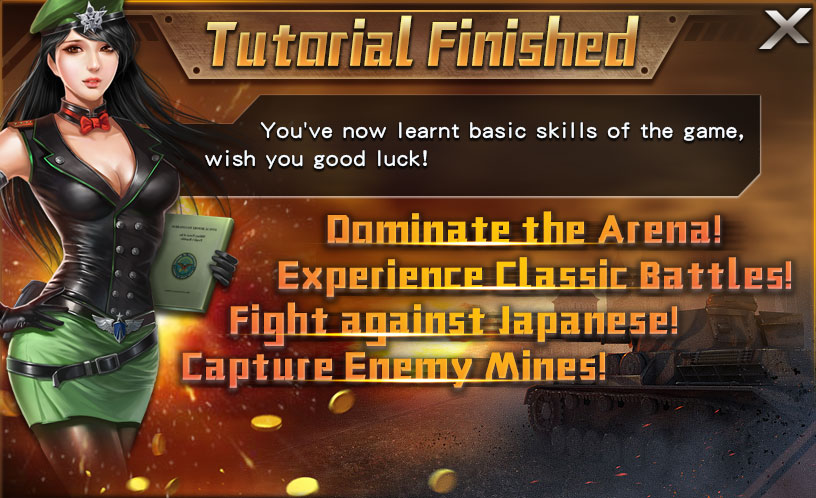 Tutorial Finished
You've now learnt basic skills of the game,
wish you good luck!
Dominate the Arena!
Experience Classic Battles!
Fight against Japanese!
Capture Enemy Mines!